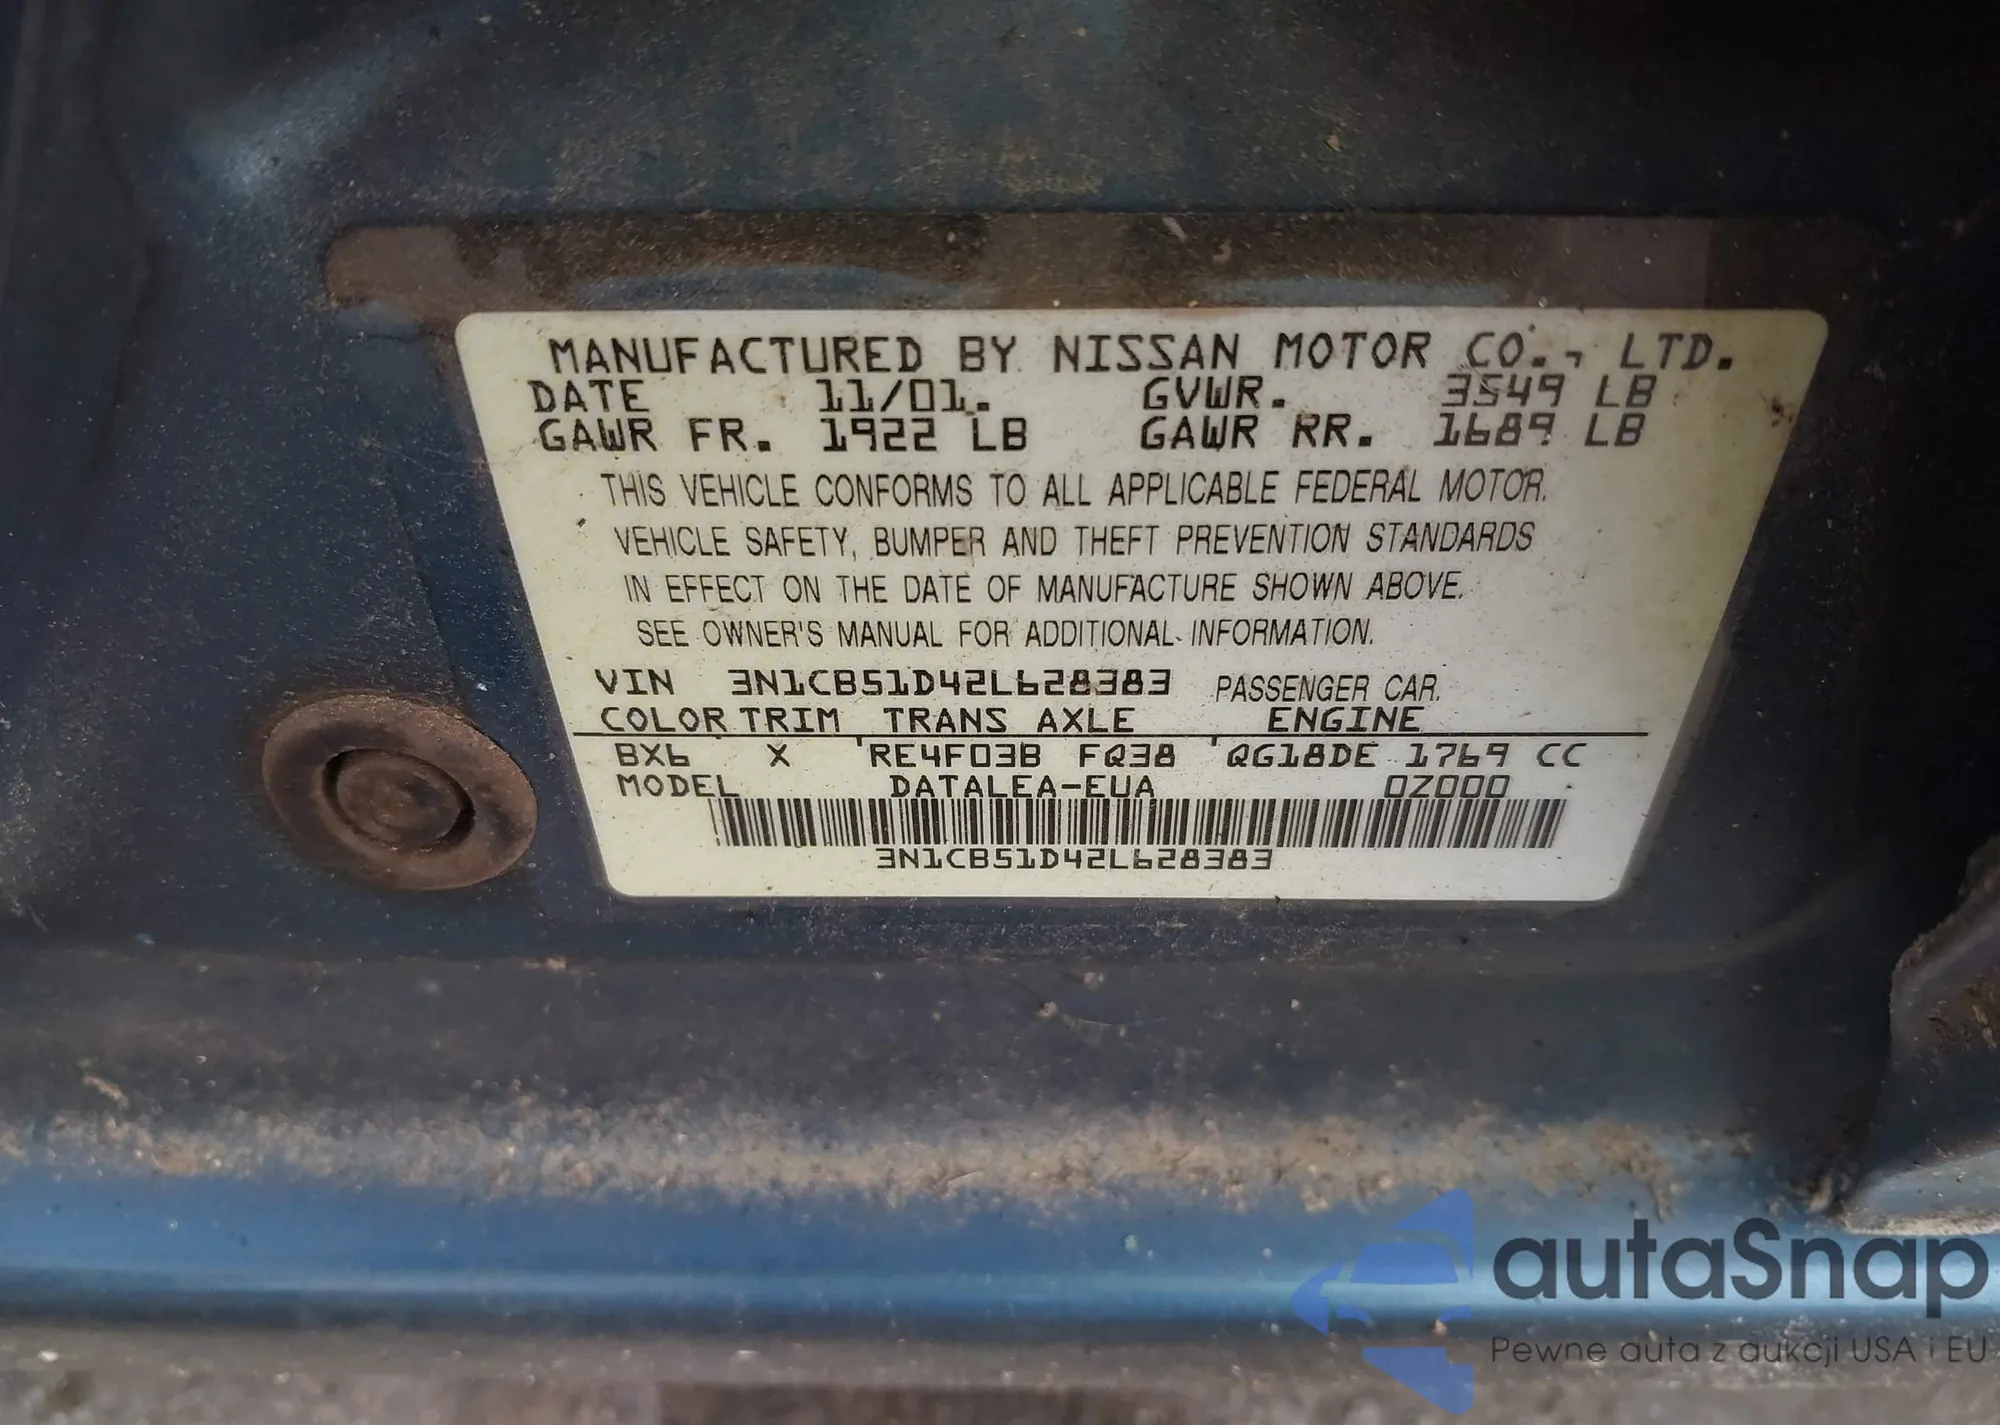 MANUFACTURED BY NISSAN MOTOR CO., LTD.
DATE 11/01. GVWR. 3549 LB
GAWR FR. 1922 LB GAWR RR. 1689 LB
THIS VEHICLE CONFORMS TO ALL APPLICABLE FEDERAL MOTOR.
VEHICLE SAFETY, BUMPER AND THEFT PREVENTION STANDARDS
IN EFFECT ON THE DATE OF MANUFACTURE SHOWN ABOVE.
SEE OWNER'S MANUAL FOR ADDITIONAL INFORMATION.
VIN 3N1CB51D42L628383 PASSENGER CAR.
COLOR TRIM TRANS AXLE ENGINE
BX6 X RE4F03B FQ38 QG18DE 1769 CC
MODEL DATALEA-EUA 0Z000
3N1CB51D42L628383
autaSnap
Pewne auta z aukcji USA i EU